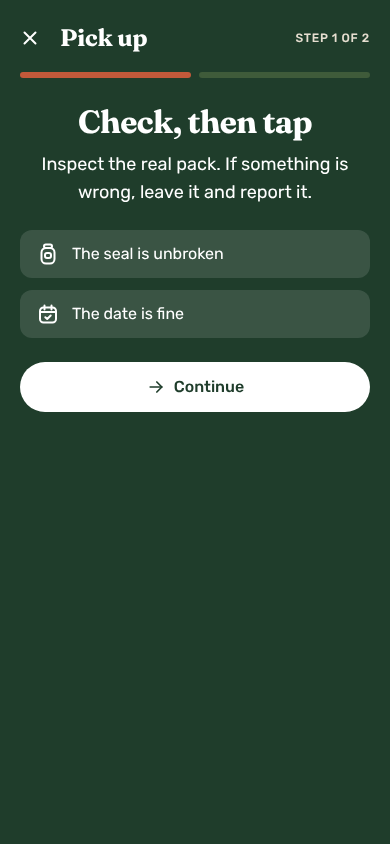 Pick up
STEP 1 OF 2
Check, then tap
Inspect the real pack. If something is
wrong, leave it and report it.
The seal is unbroken
The date is fine
Continue